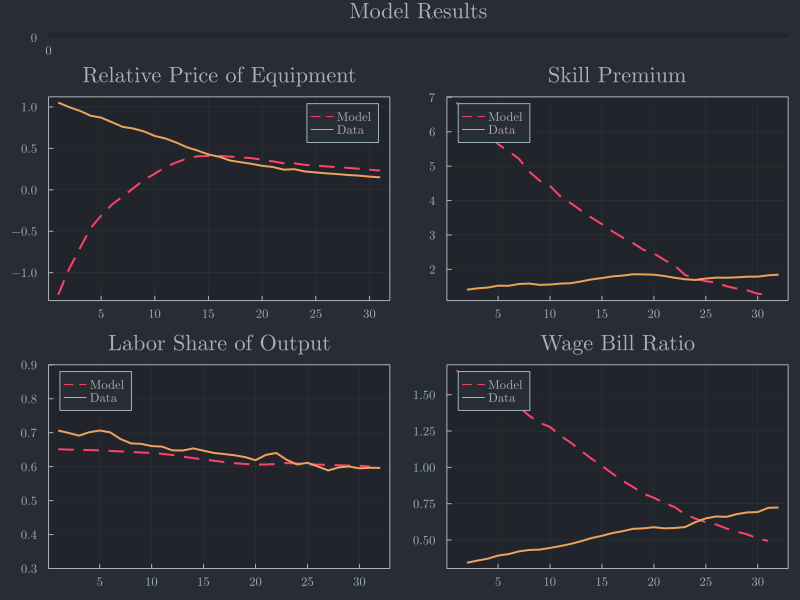 Model Results
0
0
Relative Price of Equipment
1.0
0.5
0.0
−0.5
−1.0
Model
Data
5 10 15 20 25 30
Skill Premium
7
6
5
4
3
2
Model
Data
5 10 15 20 25 30
Labor Share of Output
0.9
0.8
0.7
0.6
0.5
0.4
0.3
Model
Data
5 10 15 20 25 30
Wage Bill Ratio
1.50
1.25
1.00
0.75
0.50
Model
Data
5 10 15 20 25 30